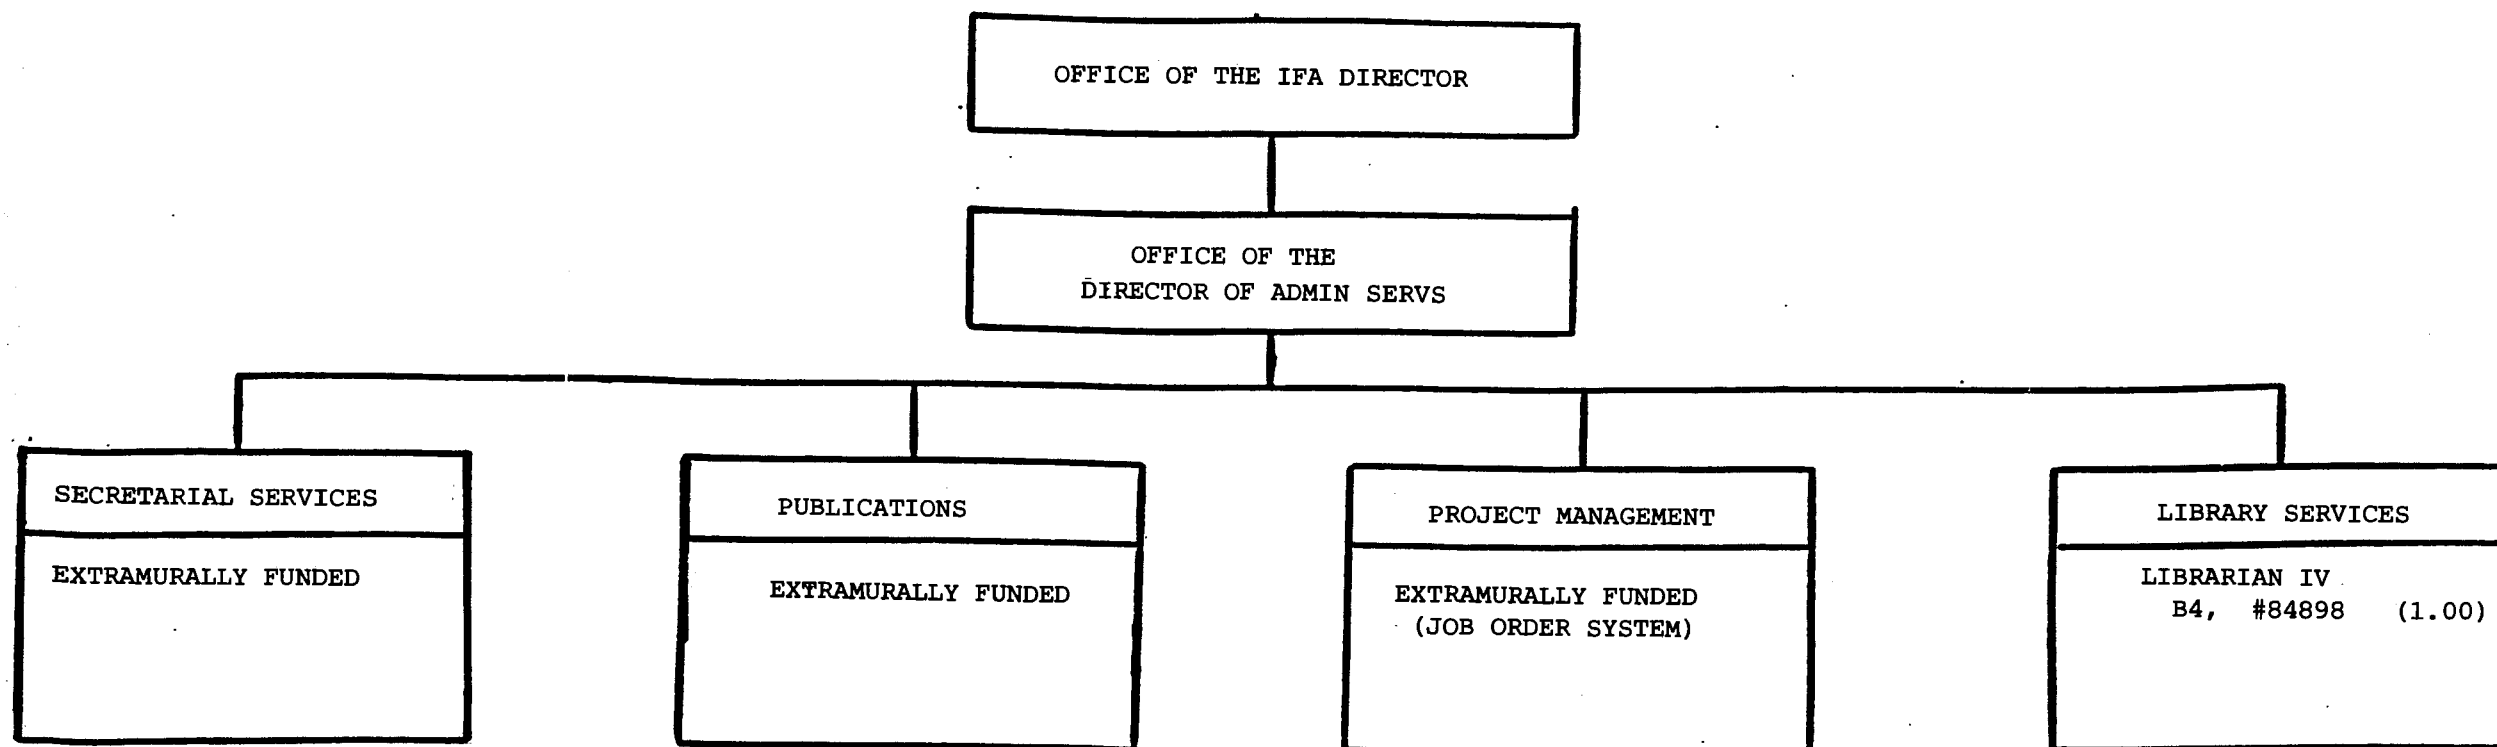 OFFICE OF THE IFA DIRECTOR
OFFICE OF THE
DIRECTOR OF ADMIN SERVS
SECRETARIAL SERVICES
EXTRAMURALLY FUNDED
PUBLICATIONS
EXTRAMURALLY FUNDED
PROJECT MANAGEMENT
EXTRAMURALLY FUNDED
(JOB ORDER SYSTEM)
LIBRARY SERVICES
LIBRARIAN IV
B4, #84898 (1.00)